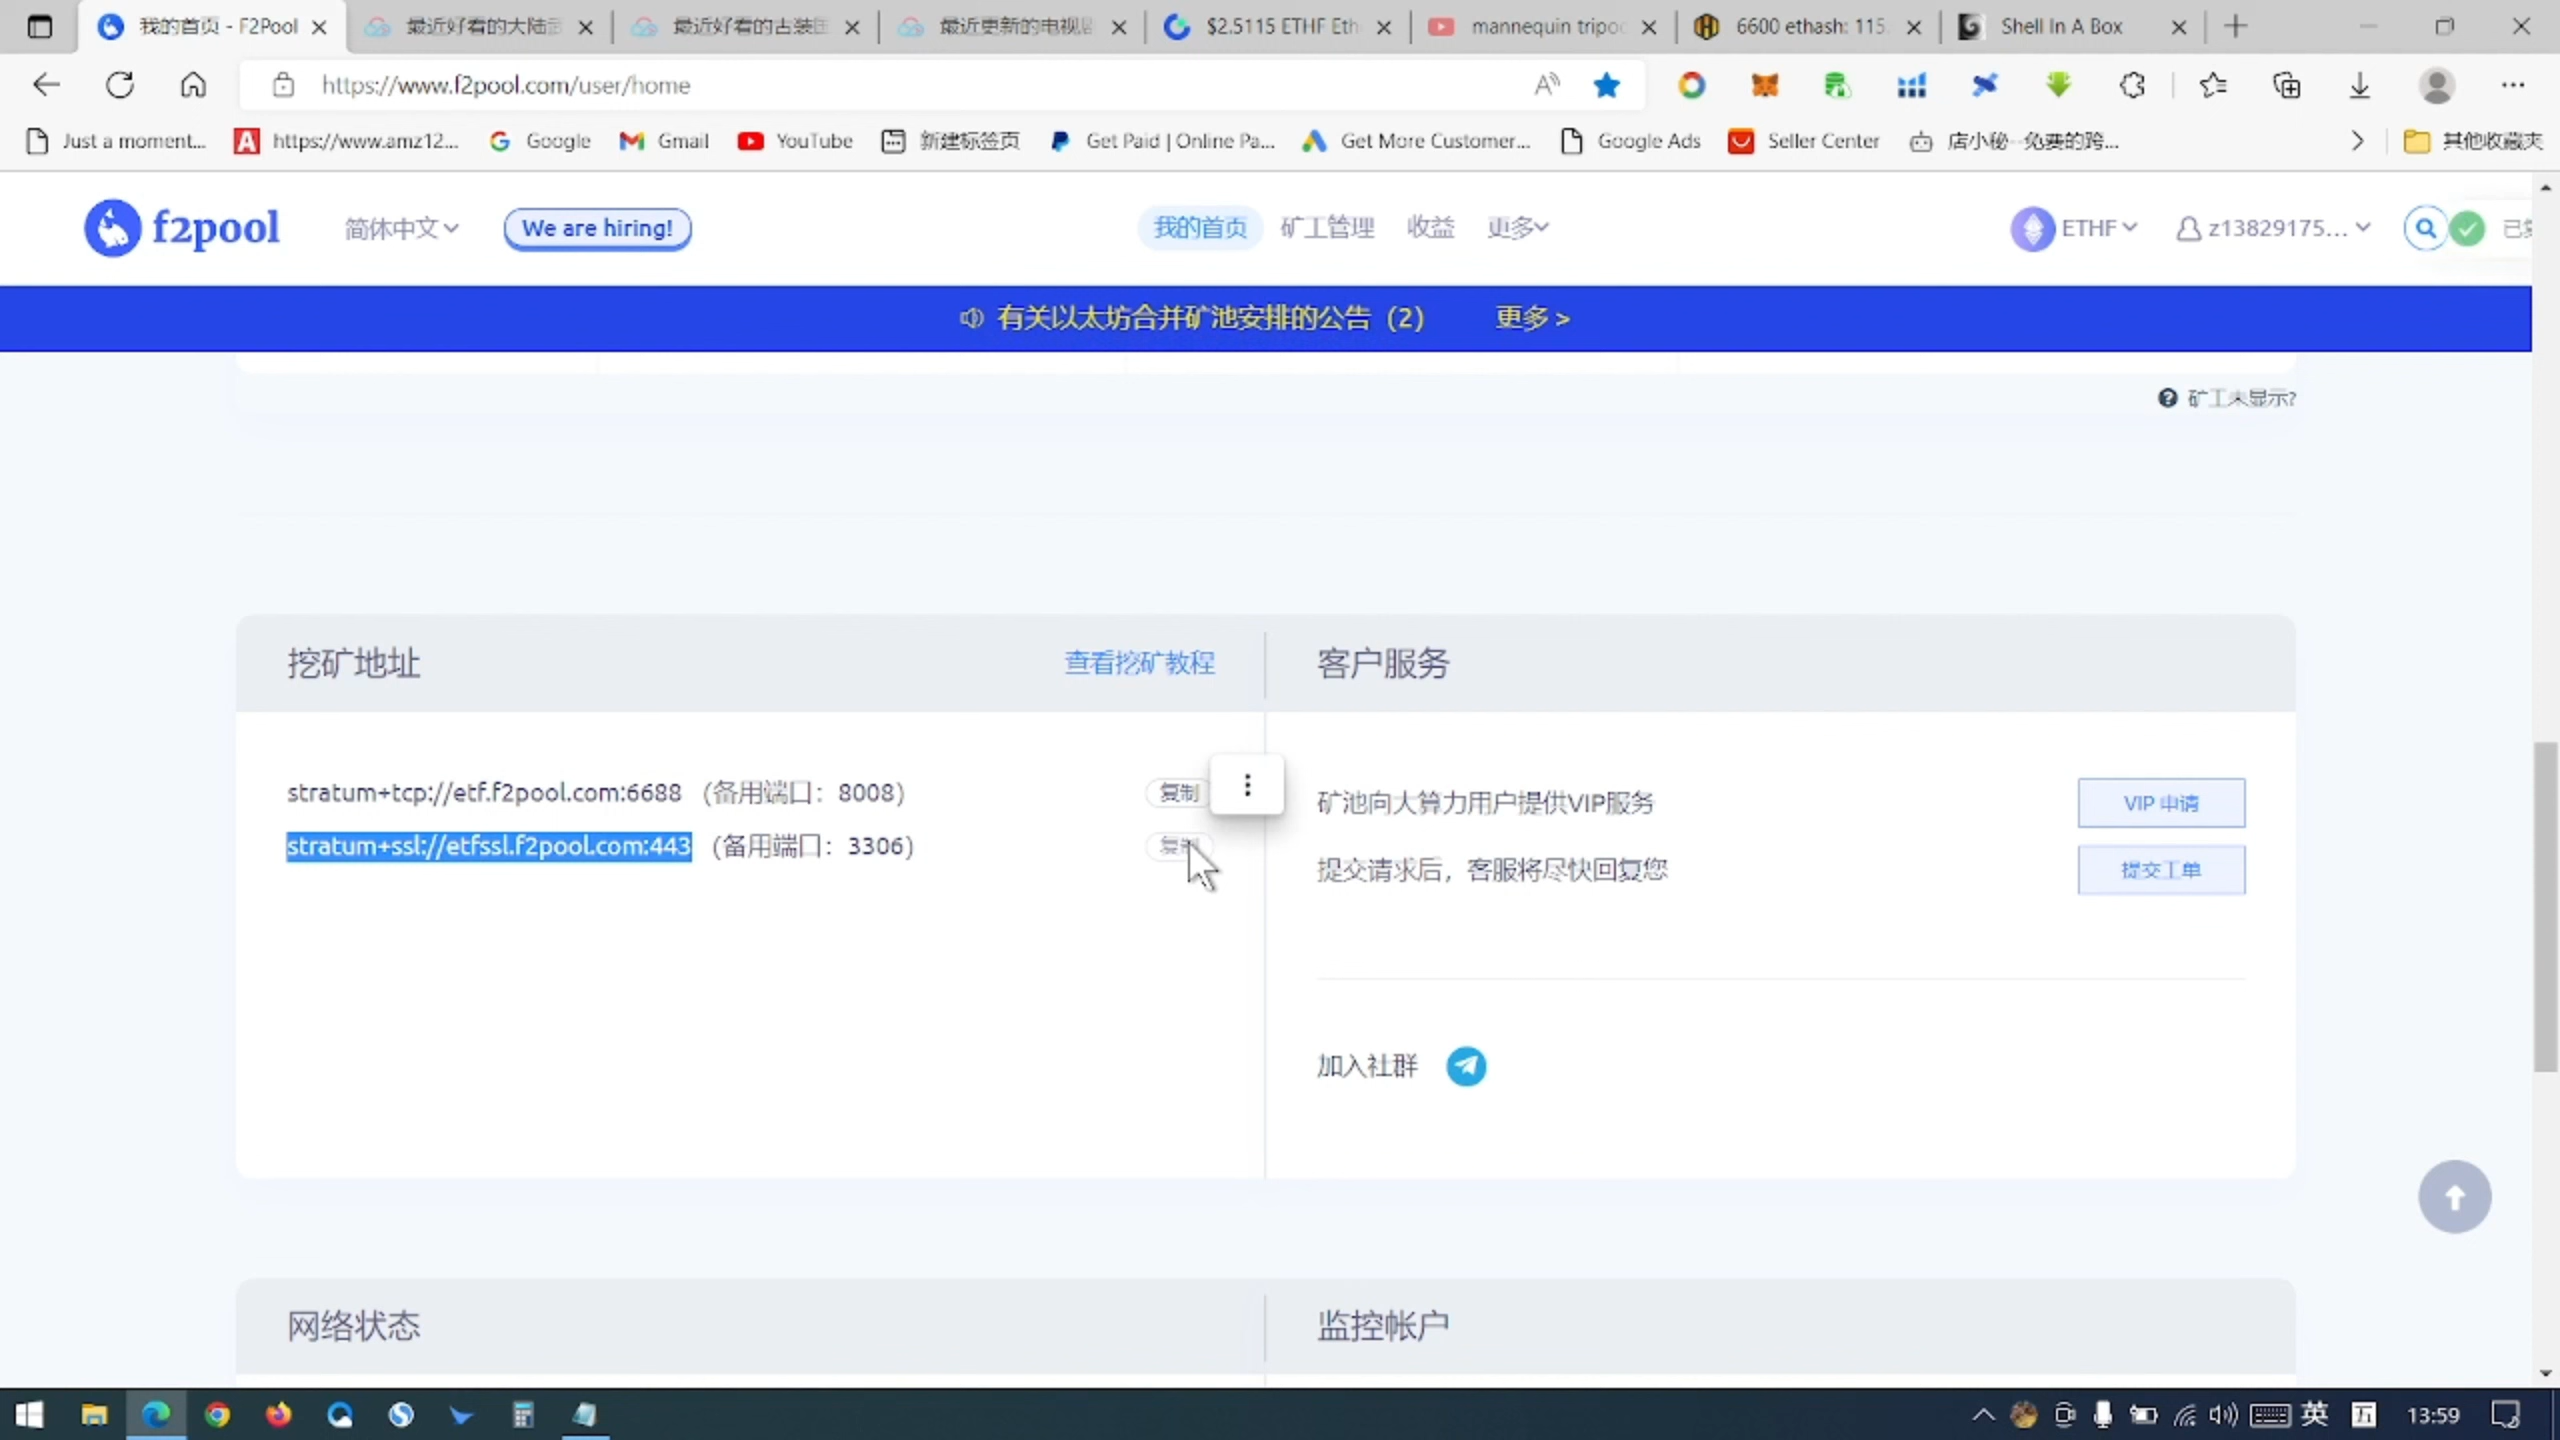 我的首页 - F2Pool
最近好看的大陆
最近好看的古装
最近更新的电视
$2.5115 ETHF Eth
mannequin tripo
6600 ethash: 115
Shell In A Box
https://www.f2pool.com/user/home
Just a moment...
https://www.amz12...
Google
Gmail
YouTube
新建标签页
Get Paid | Online Pa...
Get More Customer...
Google Ads
Seller Center
店小秘--免费的跨...
其他收藏夹
f2pool
简体中文
We are hiring!
我的首页
矿工管理
收益
更多
ETHF
z13829175...
有关以太坊合并矿池安排的公告（2） 更多 >
矿工未显示?
挖矿地址
查看挖矿教程
客户服务
stratum+tcp://etf.f2pool.com:6688 （备用端口：8008） 复制
stratum+ssl://etfssl.f2pool.com:443 （备用端口：3306） 复制
矿池向大算力用户提供VIP服务
VIP 申请
提交请求后，客服将尽快回复您
提交工单
加入社群
网络状态
监控帐户
英
五
13:59